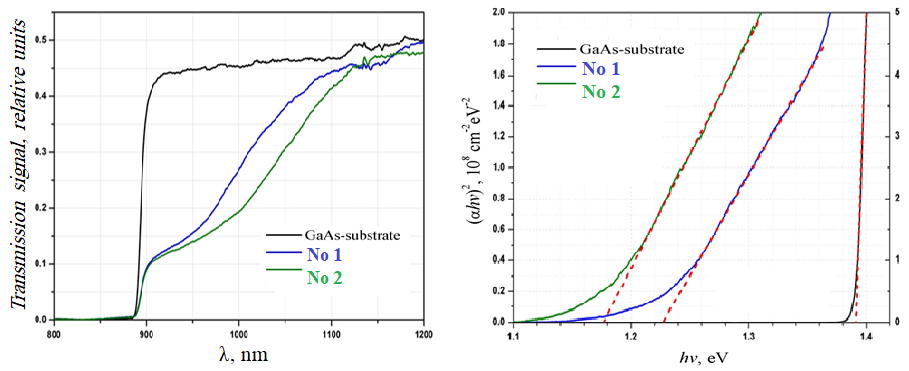 Transmission signal, relative units
0.5
0.4
0.3
0.2
0.1
0.0
800 900 1000 1100 1200
λ, nm
GaAs-substrate
No 1
No 2
(αhν)², 10⁸ cm⁻²eV⁻²
2.0
1.8
1.6
1.4
1.2
1.0
0.8
0.6
0.4
0.2
0.0
1.1 1.2 1.3 1.4
hν, eV
GaAs-substrate
No 1
No 2
5
4
3
2
1
0